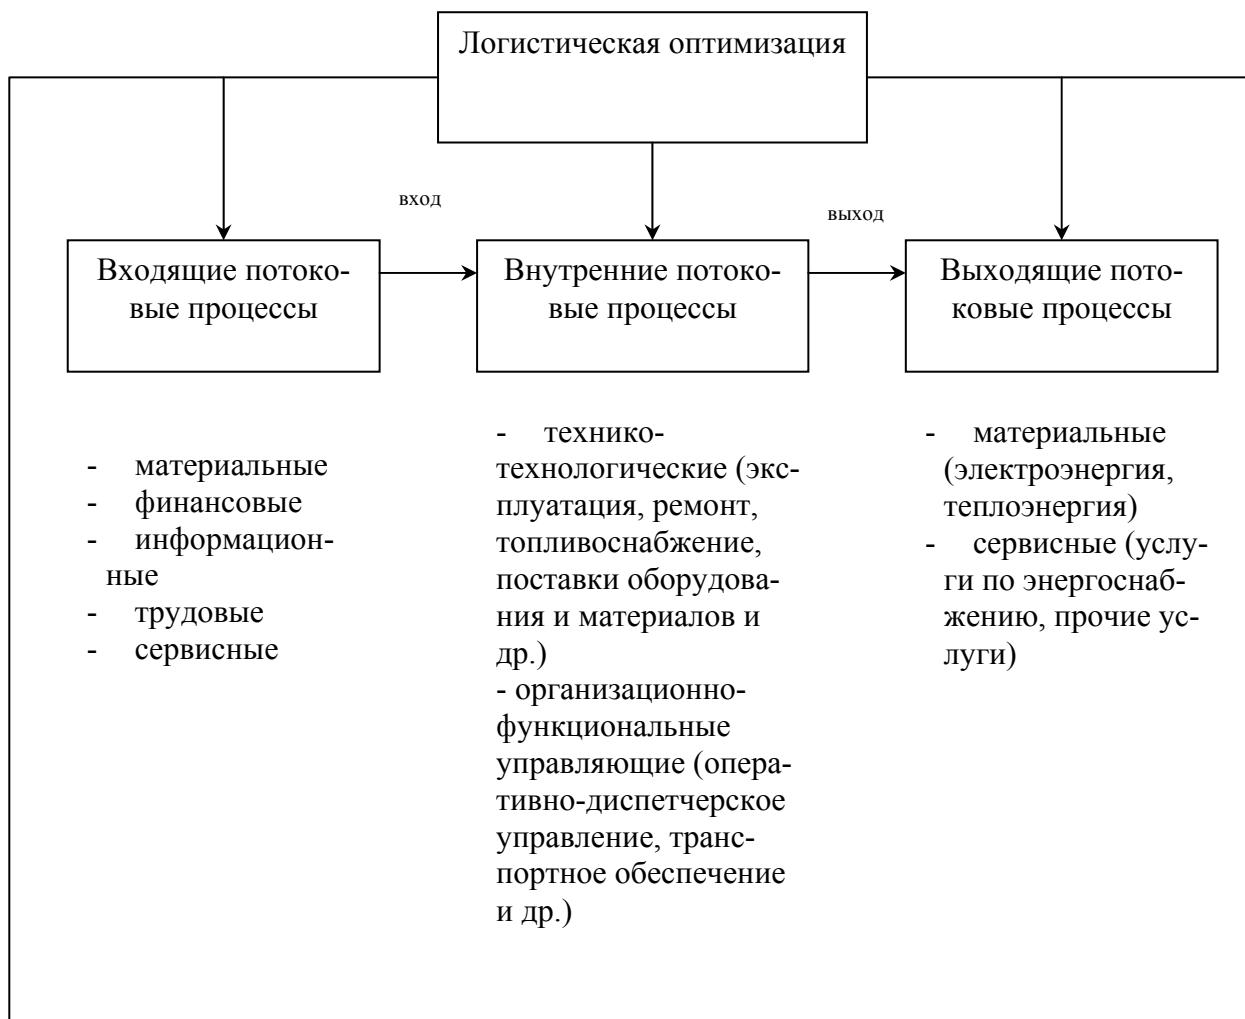 Логистическая оптимизация
вход
выход
Входящие потоко-
вые процессы
Внутренние потоко-
вые процессы
Выходящие пото-
ковые процессы
- материальные
- финансовые
- информацион-
ные
- трудовые
- сервисные
- технико-
технологические (экс-
плуатация, ремонт,
топливоснабжение,
поставки оборудова-
ния и материалов и
др.)
- организационно-
функциональные
управляющие (опера-
тивно-диспетчерское
управление, транс-
портное обеспечение
и др.)
- материальные
(электроэнергия,
теплоэнергия)
- сервисные (услу-
ги по энергоснаб-
жению, прочие ус-
луги)